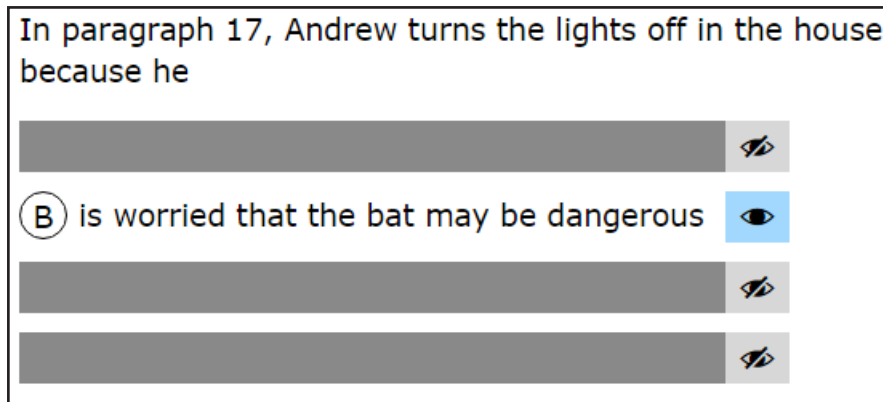 In paragraph 17, Andrew turns the lights off in the house
because he
B is worried that the bat may be dangerous